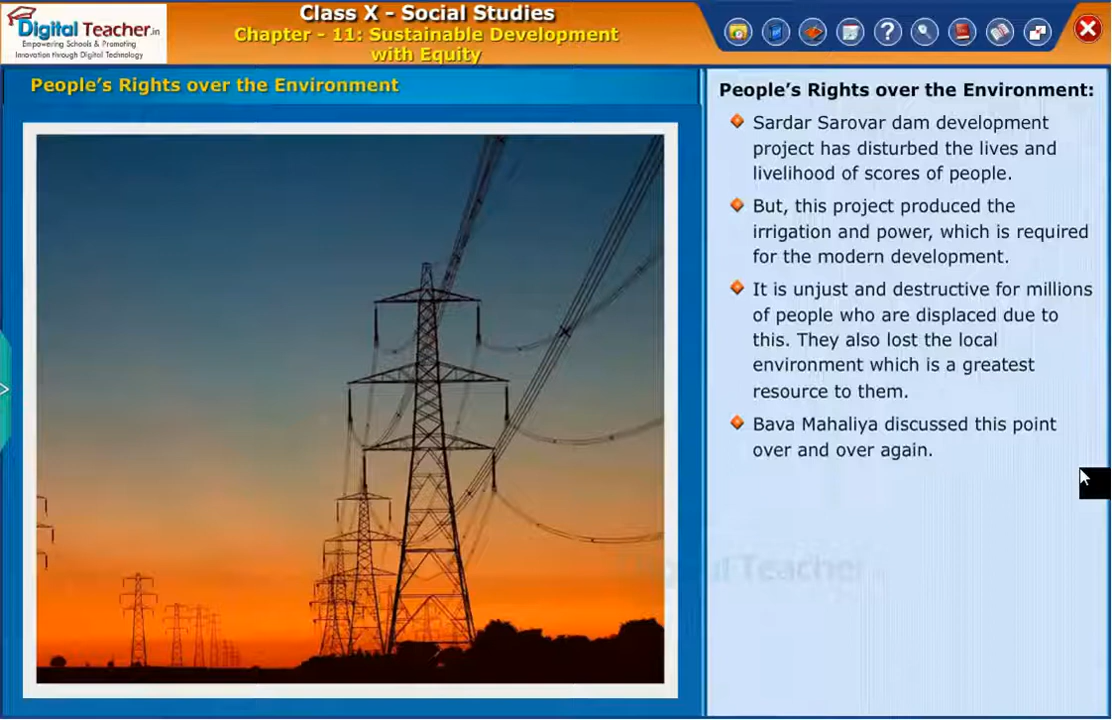 Digital Teacher.in
Empowering Schools & Promoting
Innovation through Digital Technology
Class X - Social Studies
Chapter - 11: Sustainable Development
with Equity
People's Rights over the Environment
People's Rights over the Environment:
Sardar Sarovar dam development
project has disturbed the lives and
livelihood of scores of people.
But, this project produced the
irrigation and power, which is required
for the modern development.
It is unjust and destructive for millions
of people who are displaced due to
this. They also lost the local
environment which is a greatest
resource to them.
Bava Mahaliya discussed this point
over and over again.
Digital Teacher